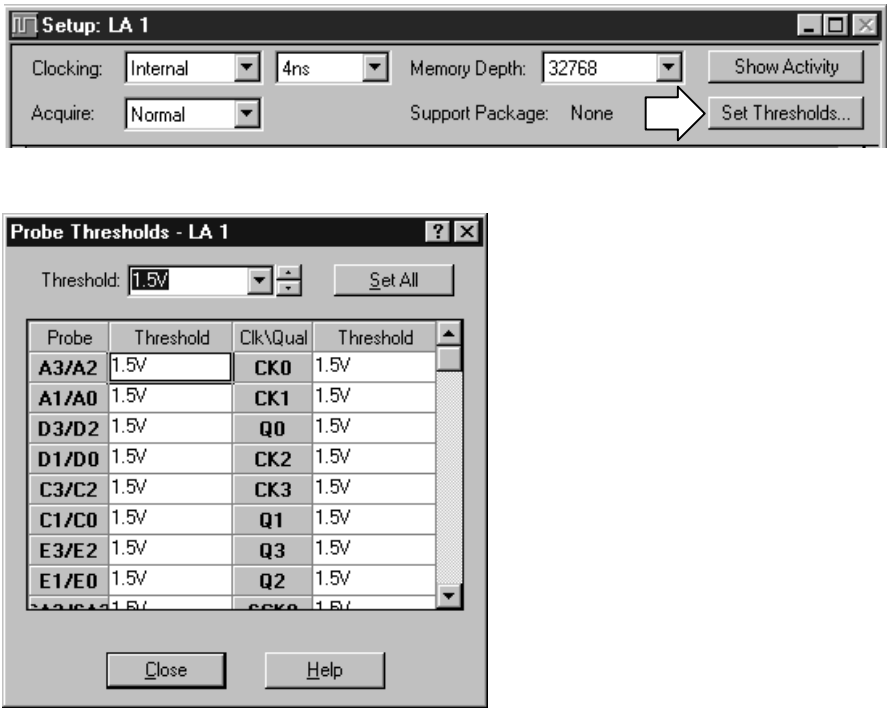 Setup: LA 1
Clocking: Internal 4ns Memory Depth: 32768 Show Activity
Acquire: Normal Support Package: None Set Thresholds...
Probe Thresholds - LA 1
Threshold: 1.5V Set All
Probe Threshold Clk\Qual Threshold
A3/A2 1.5V CK0 1.5V
A1/A0 1.5V CK1 1.5V
D3/D2 1.5V Q0 1.5V
D1/D0 1.5V CK2 1.5V
C3/C2 1.5V CK3 1.5V
C1/C0 1.5V Q1 1.5V
E3/E2 1.5V Q3 1.5V
E1/E0 1.5V Q2 1.5V
Close Help